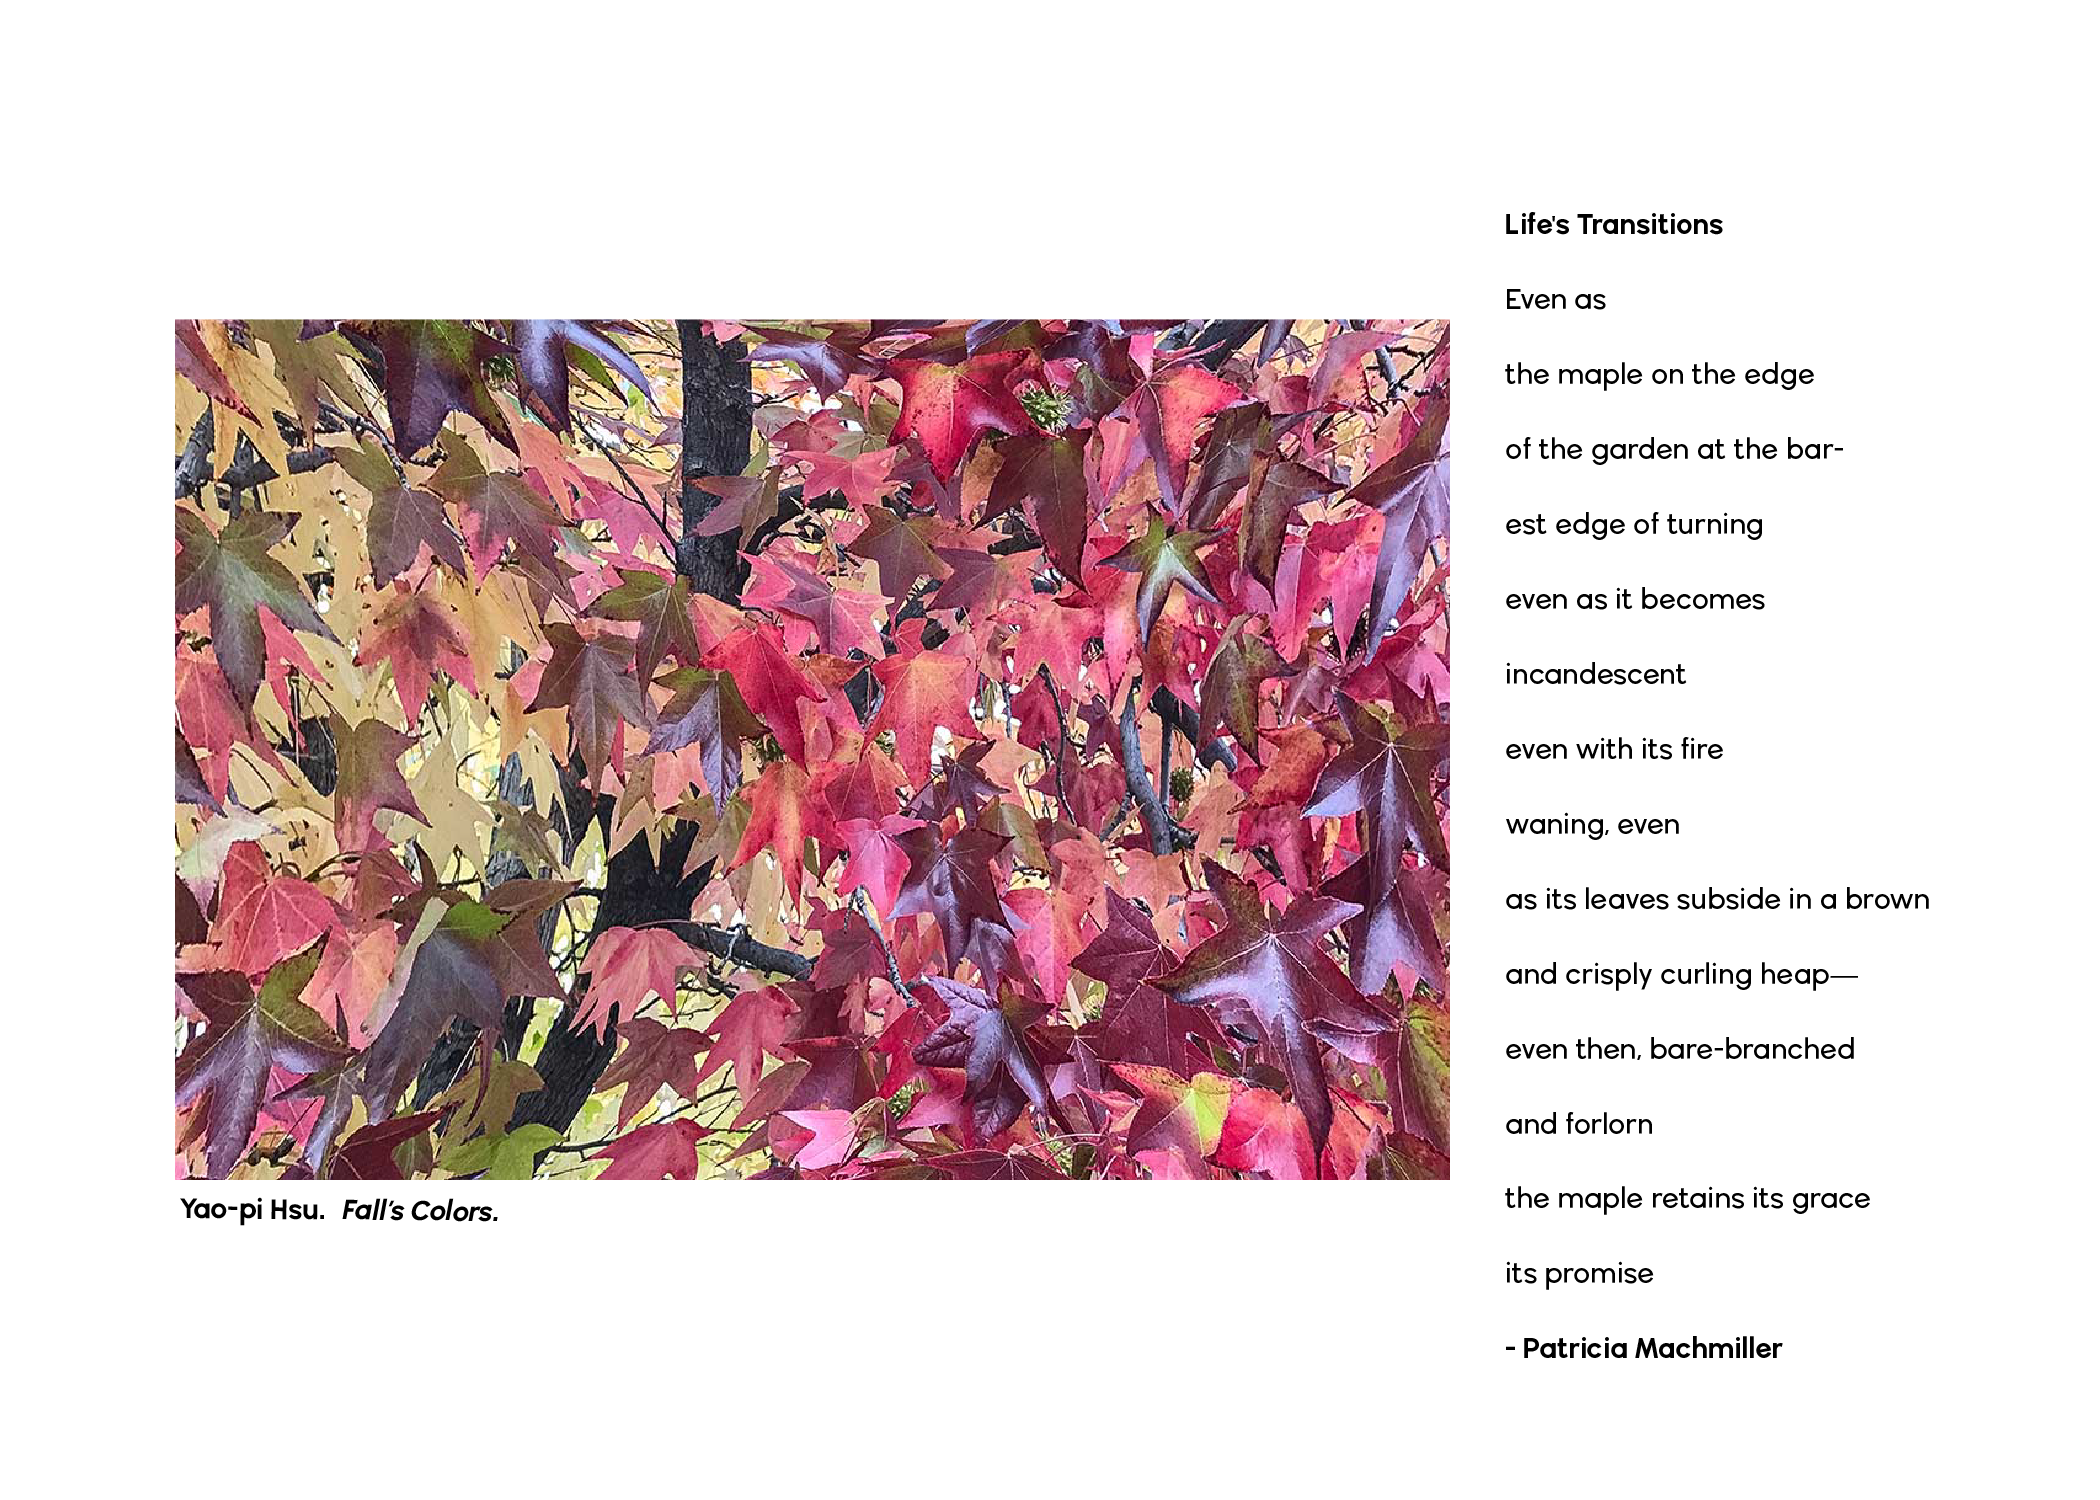 Life's Transitions
Even as
the maple on the edge
of the garden at the bar-
est edge of turning
even as it becomes
incandescent
even with its fire
waning, even
as its leaves subside in a brown
and crisply curling heap—
even then, bare-branched
and forlorn
the maple retains its grace
its promise
- Patricia Machmiller
Yao-pi Hsu. Fall's Colors.